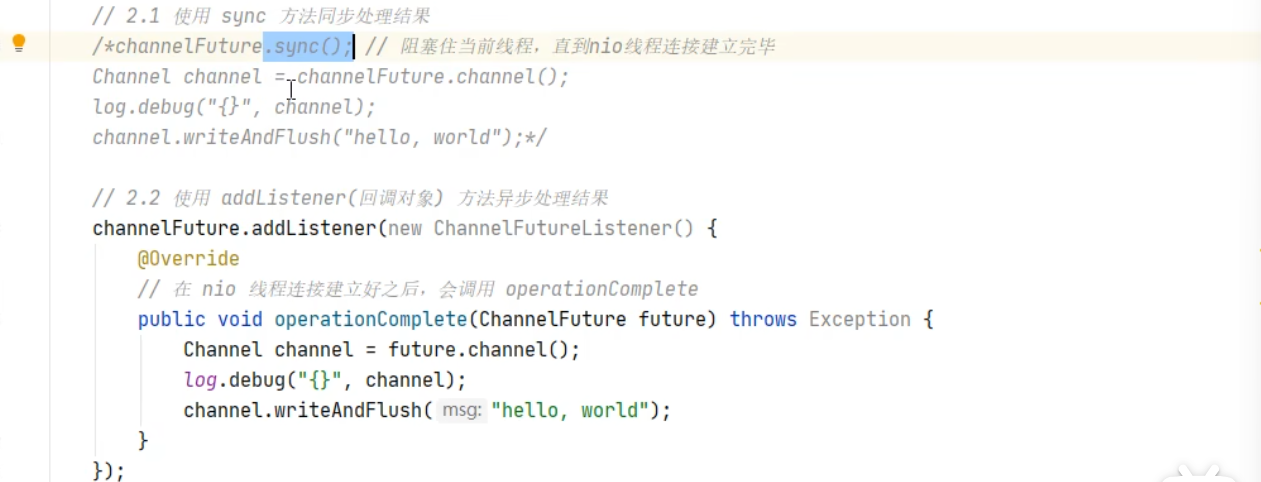 // 2.1 使用 sync 方法同步处理结果
/*channelFuture.sync(); // 阻塞住当前线程，直到nio线程连接建立完毕
Channel channel = channelFuture.channel();
log.debug("{}", channel);
channel.writeAndFlush("hello, world");*/
// 2.2 使用 addListener(回调对象) 方法异步处理结果
channelFuture.addListener(new ChannelFutureListener() {
@Override
// 在 nio 线程连接建立好之后，会调用 operationComplete
public void operationComplete(ChannelFuture future) throws Exception {
Channel channel = future.channel();
log.debug("{}", channel);
channel.writeAndFlush( msg: "hello, world");
}
});